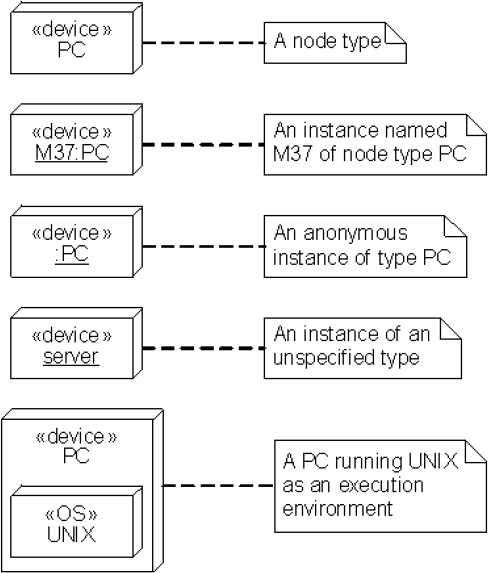 «device»
PC
A node type
«device»
M37:PC
An instance named
M37 of node type PC
«device»
:PC
An anonymous
instance of type PC
«device»
server
An instance of an
unspecified type
«device»
PC
«OS»
UNIX
A PC running UNIX
as an execution
environment